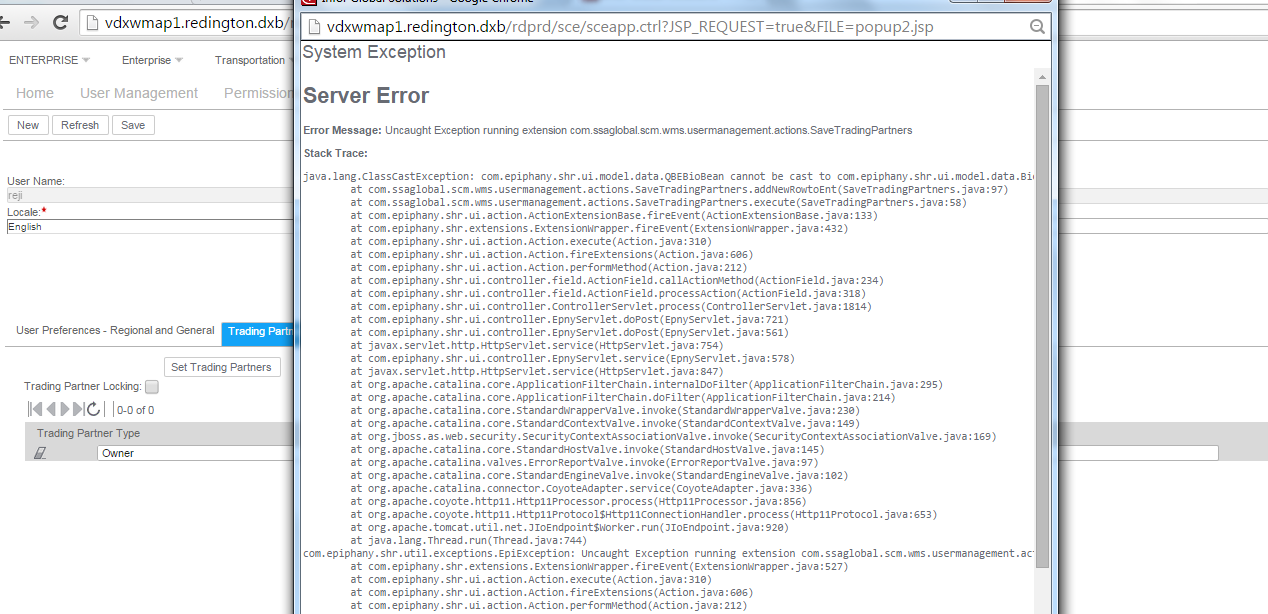 Infor Global Solutions - Google Chrome
vdxwmap1.redington.dxb/
vdxwmap1.redington.dxb/rdprd/sce/sceapp.ctrl?JSP_REQUEST=true&FILE=popup2.jsp
ENTERPRISE Enterprise Transportation
Home User Management Permission
New Refresh Save
User Name:
reji
Locale:*
English
User Preferences - Regional and General Trading Partn
Set Trading Partners
Trading Partner Locking:
0-0 of 0
Trading Partner Type
Owner
System Exception
Server Error
Error Message: Uncaught Exception running extension com.ssaglobal.scm.wms.usermanagement.actions.SaveTradingPartners
Stack Trace:
java.lang.ClassCastException: com.epiphany.shr.ui.model.data.QBEBioBean cannot be cast to com.epiphany.shr.ui.model.data.Bio
at com.ssaglobal.scm.wms.usermanagement.actions.SaveTradingPartners.addNewRowtoEnt(SaveTradingPartners.java:97)
at com.ssaglobal.scm.wms.usermanagement.actions.SaveTradingPartners.execute(SaveTradingPartners.java:58)
at com.epiphany.shr.ui.action.ActionExtensionBase.fireEvent(ActionExtensionBase.java:133)
at com.epiphany.shr.extensions.ExtensionWrapper.fireEvent(ExtensionWrapper.java:432)
at com.epiphany.shr.ui.action.Action.execute(Action.java:310)
at com.epiphany.shr.ui.action.Action.fireExtensions(Action.java:606)
at com.epiphany.shr.ui.action.Action.performMethod(Action.java:212)
at com.epiphany.shr.ui.controller.field.ActionField.callActionMethod(ActionField.java:234)
at com.epiphany.shr.ui.controller.field.ActionField.processAction(ActionField.java:318)
at com.epiphany.shr.ui.controller.ControllerServlet.process(ControllerServlet.java:1814)
at com.epiphany.shr.ui.controller.EpnyServlet.doPost(EpnyServlet.java:721)
at com.epiphany.shr.ui.controller.EpnyServlet.doPost(EpnyServlet.java:561)
at javax.servlet.http.HttpServlet.service(HttpServlet.java:754)
at com.epiphany.shr.ui.controller.EpnyServlet.service(EpnyServlet.java:578)
at javax.servlet.http.HttpServlet.service(HttpServlet.java:847)
at org.apache.catalina.core.ApplicationFilterChain.internalDoFilter(ApplicationFilterChain.java:295)
at org.apache.catalina.core.ApplicationFilterChain.doFilter(ApplicationFilterChain.java:214)
at org.apache.catalina.core.StandardWrapperValve.invoke(StandardWrapperValve.java:230)
at org.apache.catalina.core.StandardContextValve.invoke(StandardContextValve.java:149)
at org.jboss.as.web.security.SecurityContextAssociationValve.invoke(SecurityContextAssociationValve.java:169)
at org.apache.catalina.core.StandardHostValve.invoke(StandardHostValve.java:145)
at org.apache.catalina.valves.ErrorReportValve.invoke(ErrorReportValve.java:97)
at org.apache.catalina.core.StandardEngineValve.invoke(StandardEngineValve.java:102)
at org.apache.catalina.connector.CoyoteAdapter.service(CoyoteAdapter.java:336)
at org.apache.coyote.http11.Http11Processor.process(Http11Processor.java:856)
at org.apache.coyote.http11.Http11Protocol$Http11ConnectionHandler.process(Http11Protocol.java:653)
at org.apache.tomcat.util.net.JIoEndpoint$Worker.run(JIoEndpoint.java:920)
at java.lang.Thread.run(Thread.java:744)
com.epiphany.shr.util.exceptions.EpiException: Uncaught Exception running extension com.ssaglobal.scm.wms.usermanagement.act
at com.epiphany.shr.extensions.ExtensionWrapper.fireEvent(ExtensionWrapper.java:527)
at com.epiphany.shr.ui.action.Action.execute(Action.java:310)
at com.epiphany.shr.ui.action.Action.fireExtensions(Action.java:606)
at com.epiphany.shr.ui.action.Action.performMethod(Action.java:212)